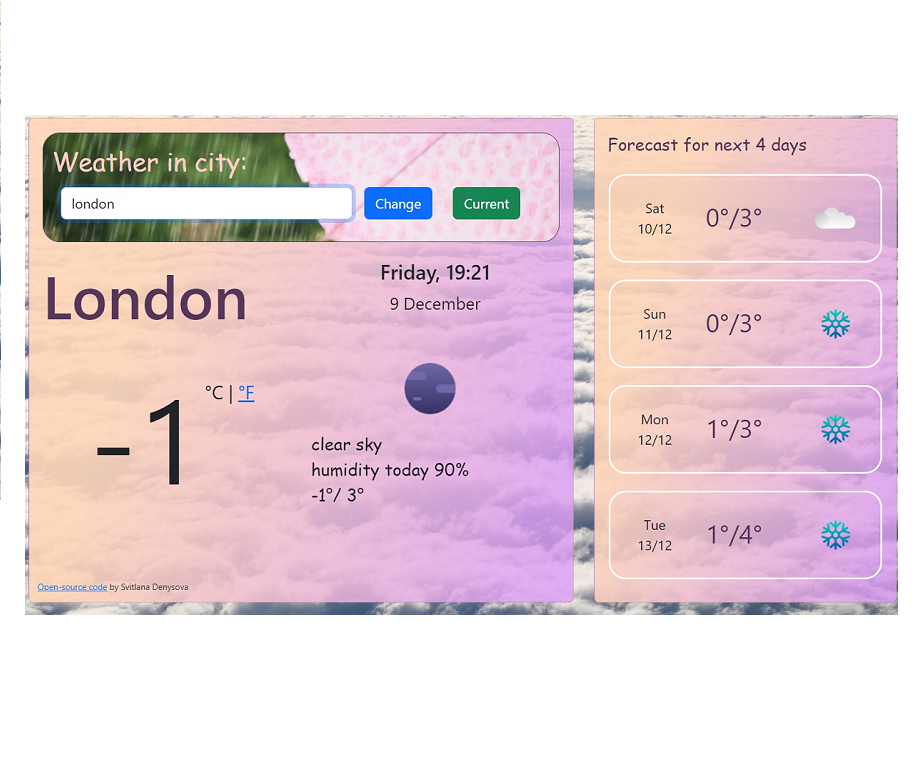 Weather in city:
london
Change
Current
London
Friday, 19:21
9 December
-1
°C | °F
clear sky
humidity today 90%
-1°/ 3°
Open-source code by Svitlana Denysova
Forecast for next 4 days
Sat
10/12
0°/3°
Sun
11/12
0°/3°
Mon
12/12
1°/3°
Tue
13/12
1°/4°